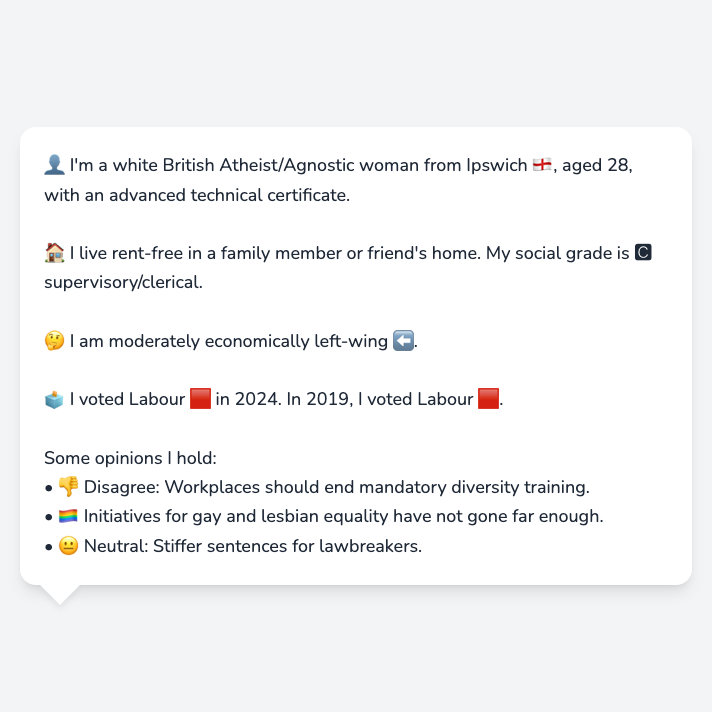 👤 I'm a white British Atheist/Agnostic woman from Ipswich 🏴󠁧󠁢󠁥󠁮󠁧󠁿, aged 28,
with an advanced technical certificate.
🏠 I live rent-free in a family member or friend's home. My social grade is 🅲
supervisory/clerical.
🤔 I am moderately economically left-wing ⬅️.
🗳️ I voted Labour 🟥 in 2024. In 2019, I voted Labour 🟥.
Some opinions I hold:
• 👎 Disagree: Workplaces should end mandatory diversity training.
• 🏳️‍🌈 Initiatives for gay and lesbian equality have not gone far enough.
• 😐 Neutral: Stiffer sentences for lawbreakers.